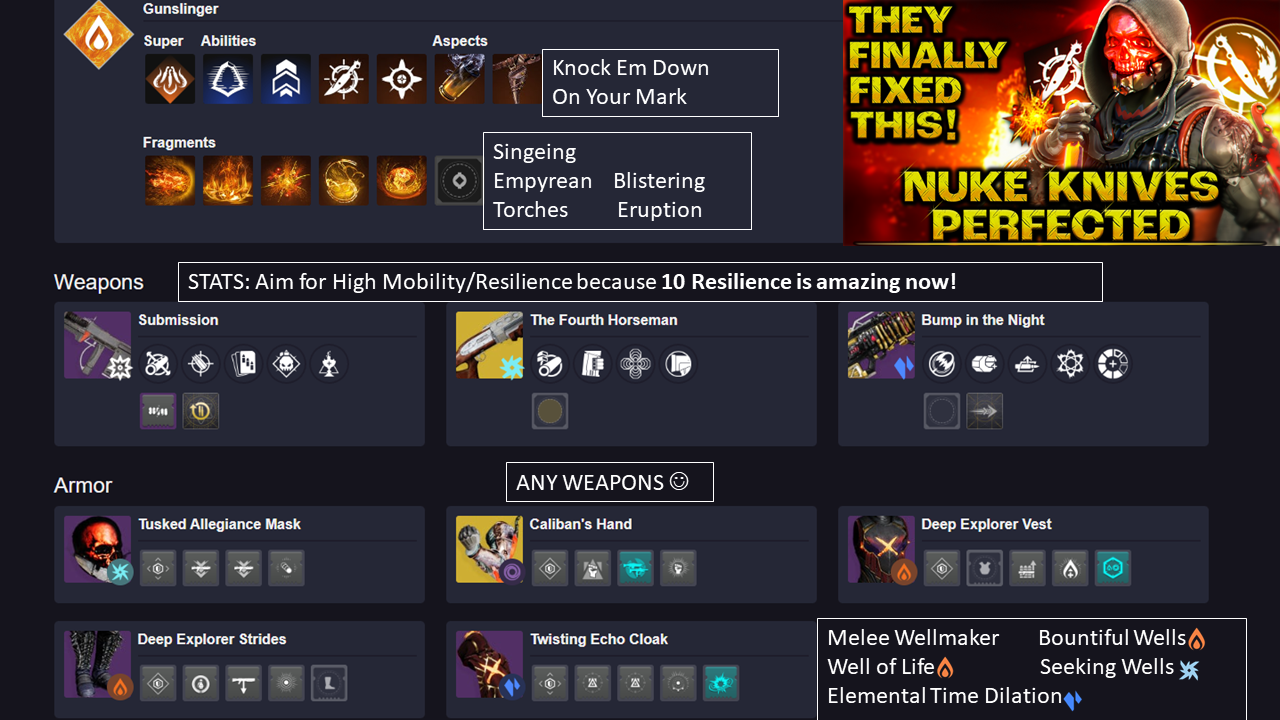 Gunslinger
Super Abilities Aspects
Knock Em Down
On Your Mark
THEY
FINALLY
FIXED
THIS!
NUKE KNIVES
PERFECTED
Fragments
Singeing
Empyrean Blistering
Torches Eruption
Weapons
STATS: Aim for High Mobility/Resilience because 10 Resilience is amazing now!
Submission
The Fourth Horseman
Bump in the Night
Armor
ANY WEAPONS ☺
Tusked Allegiance Mask
Caliban's Hand
Deep Explorer Vest
Deep Explorer Strides
Twisting Echo Cloak
Melee Wellmaker Bountiful Wells
Well of Life Seeking Wells
Elemental Time Dilation